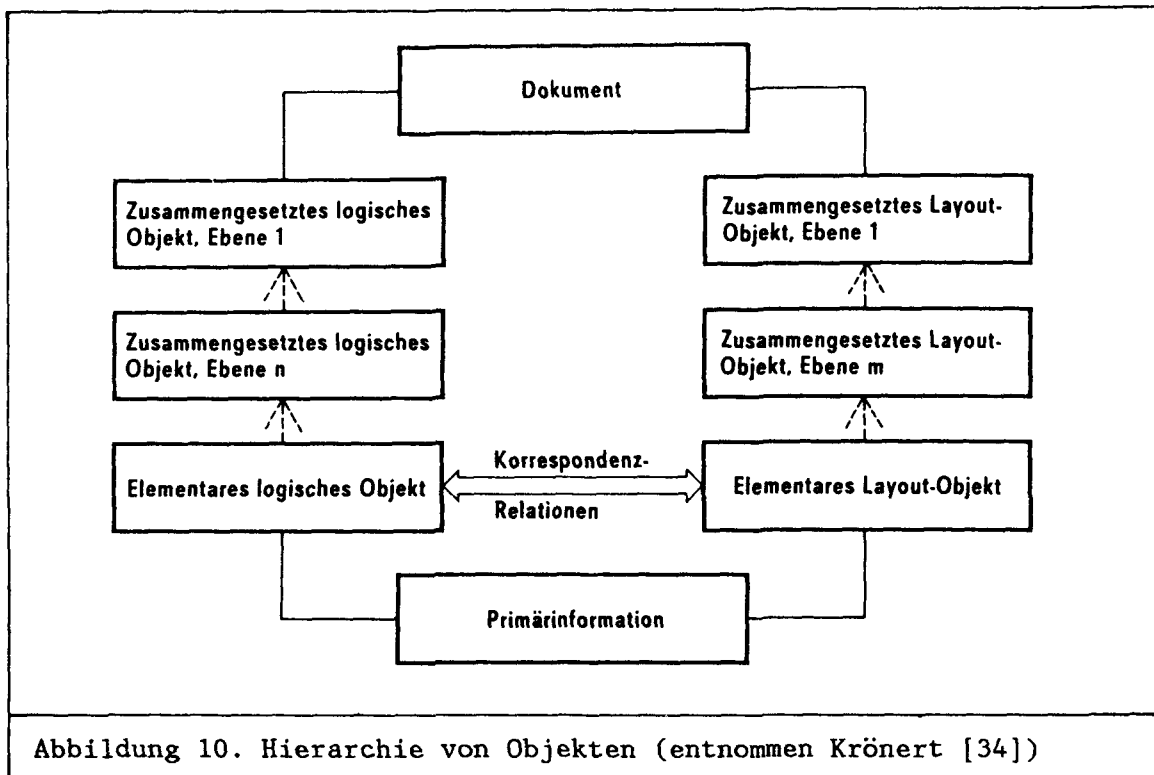 Dokument
Zusammengesetztes logisches
Objekt, Ebene 1
Zusammengesetztes Layout-
Objekt, Ebene 1
Zusammengesetztes logisches
Objekt, Ebene n
Zusammengesetztes Layout-
Objekt, Ebene m
Elementares logisches Objekt
Korrespondenz-
Relationen
Elementares Layout-Objekt
Primärinformation
Abbildung 10. Hierarchie von Objekten (entnommen Krönert [34])